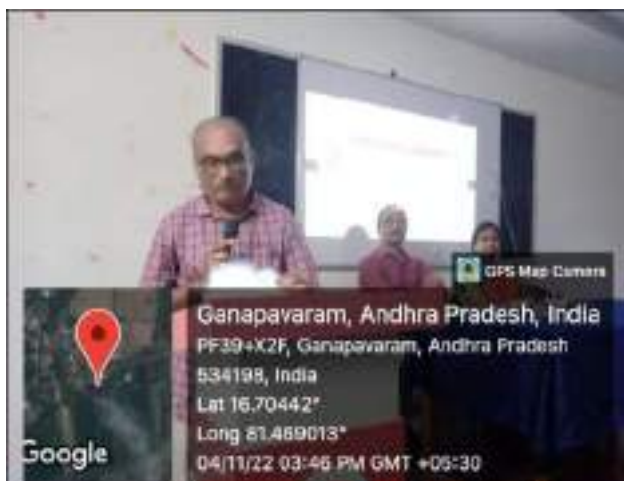 GPS Map Camera
Ganapavaram, Andhra Pradesh, India
PF39+X2F, Ganapavaram, Andhra Pradesh
534198, India
Lat 16.70442°
Long 81.469013°
04/11/22 03:46 PM GMT +05:30
Google